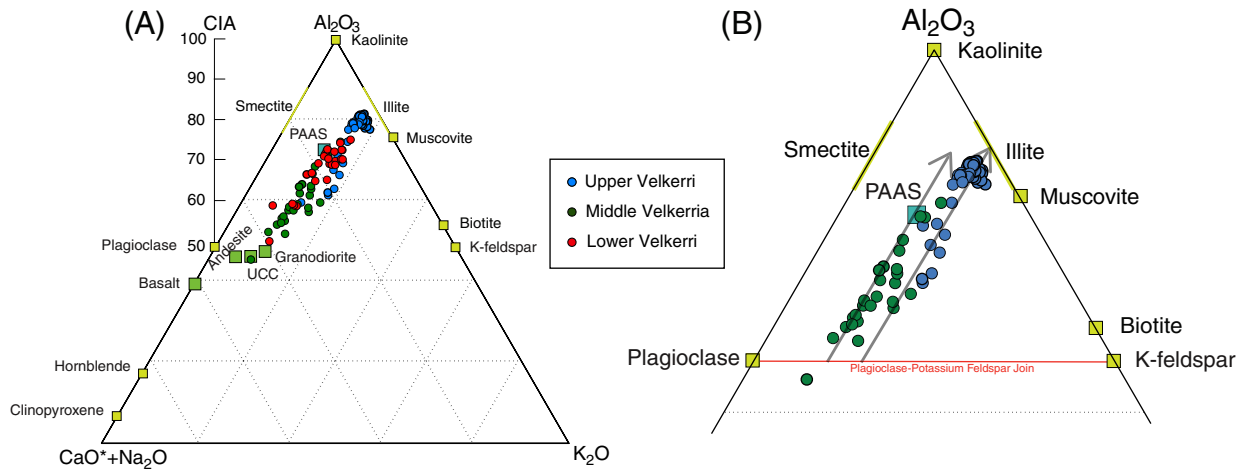 (A)
CIA
Al₂O₃
100
Kaolinite
90
Smectite
Illite
80
PAAS
Muscovite
70
60
Biotite
Plagioclase
50
K-feldspar
Andesite
Granodiorite
UCC
Basalt
Hornblende
Clinopyroxene
CaO*+Na₂O
K₂O
Upper Velkerri
Middle Velkerria
Lower Velkerri
(B)
Al₂O₃
Kaolinite
Smectite
Illite
PAAS
Muscovite
Biotite
Plagioclase
K-feldspar
Plagioclase-Potassium Feldspar Join